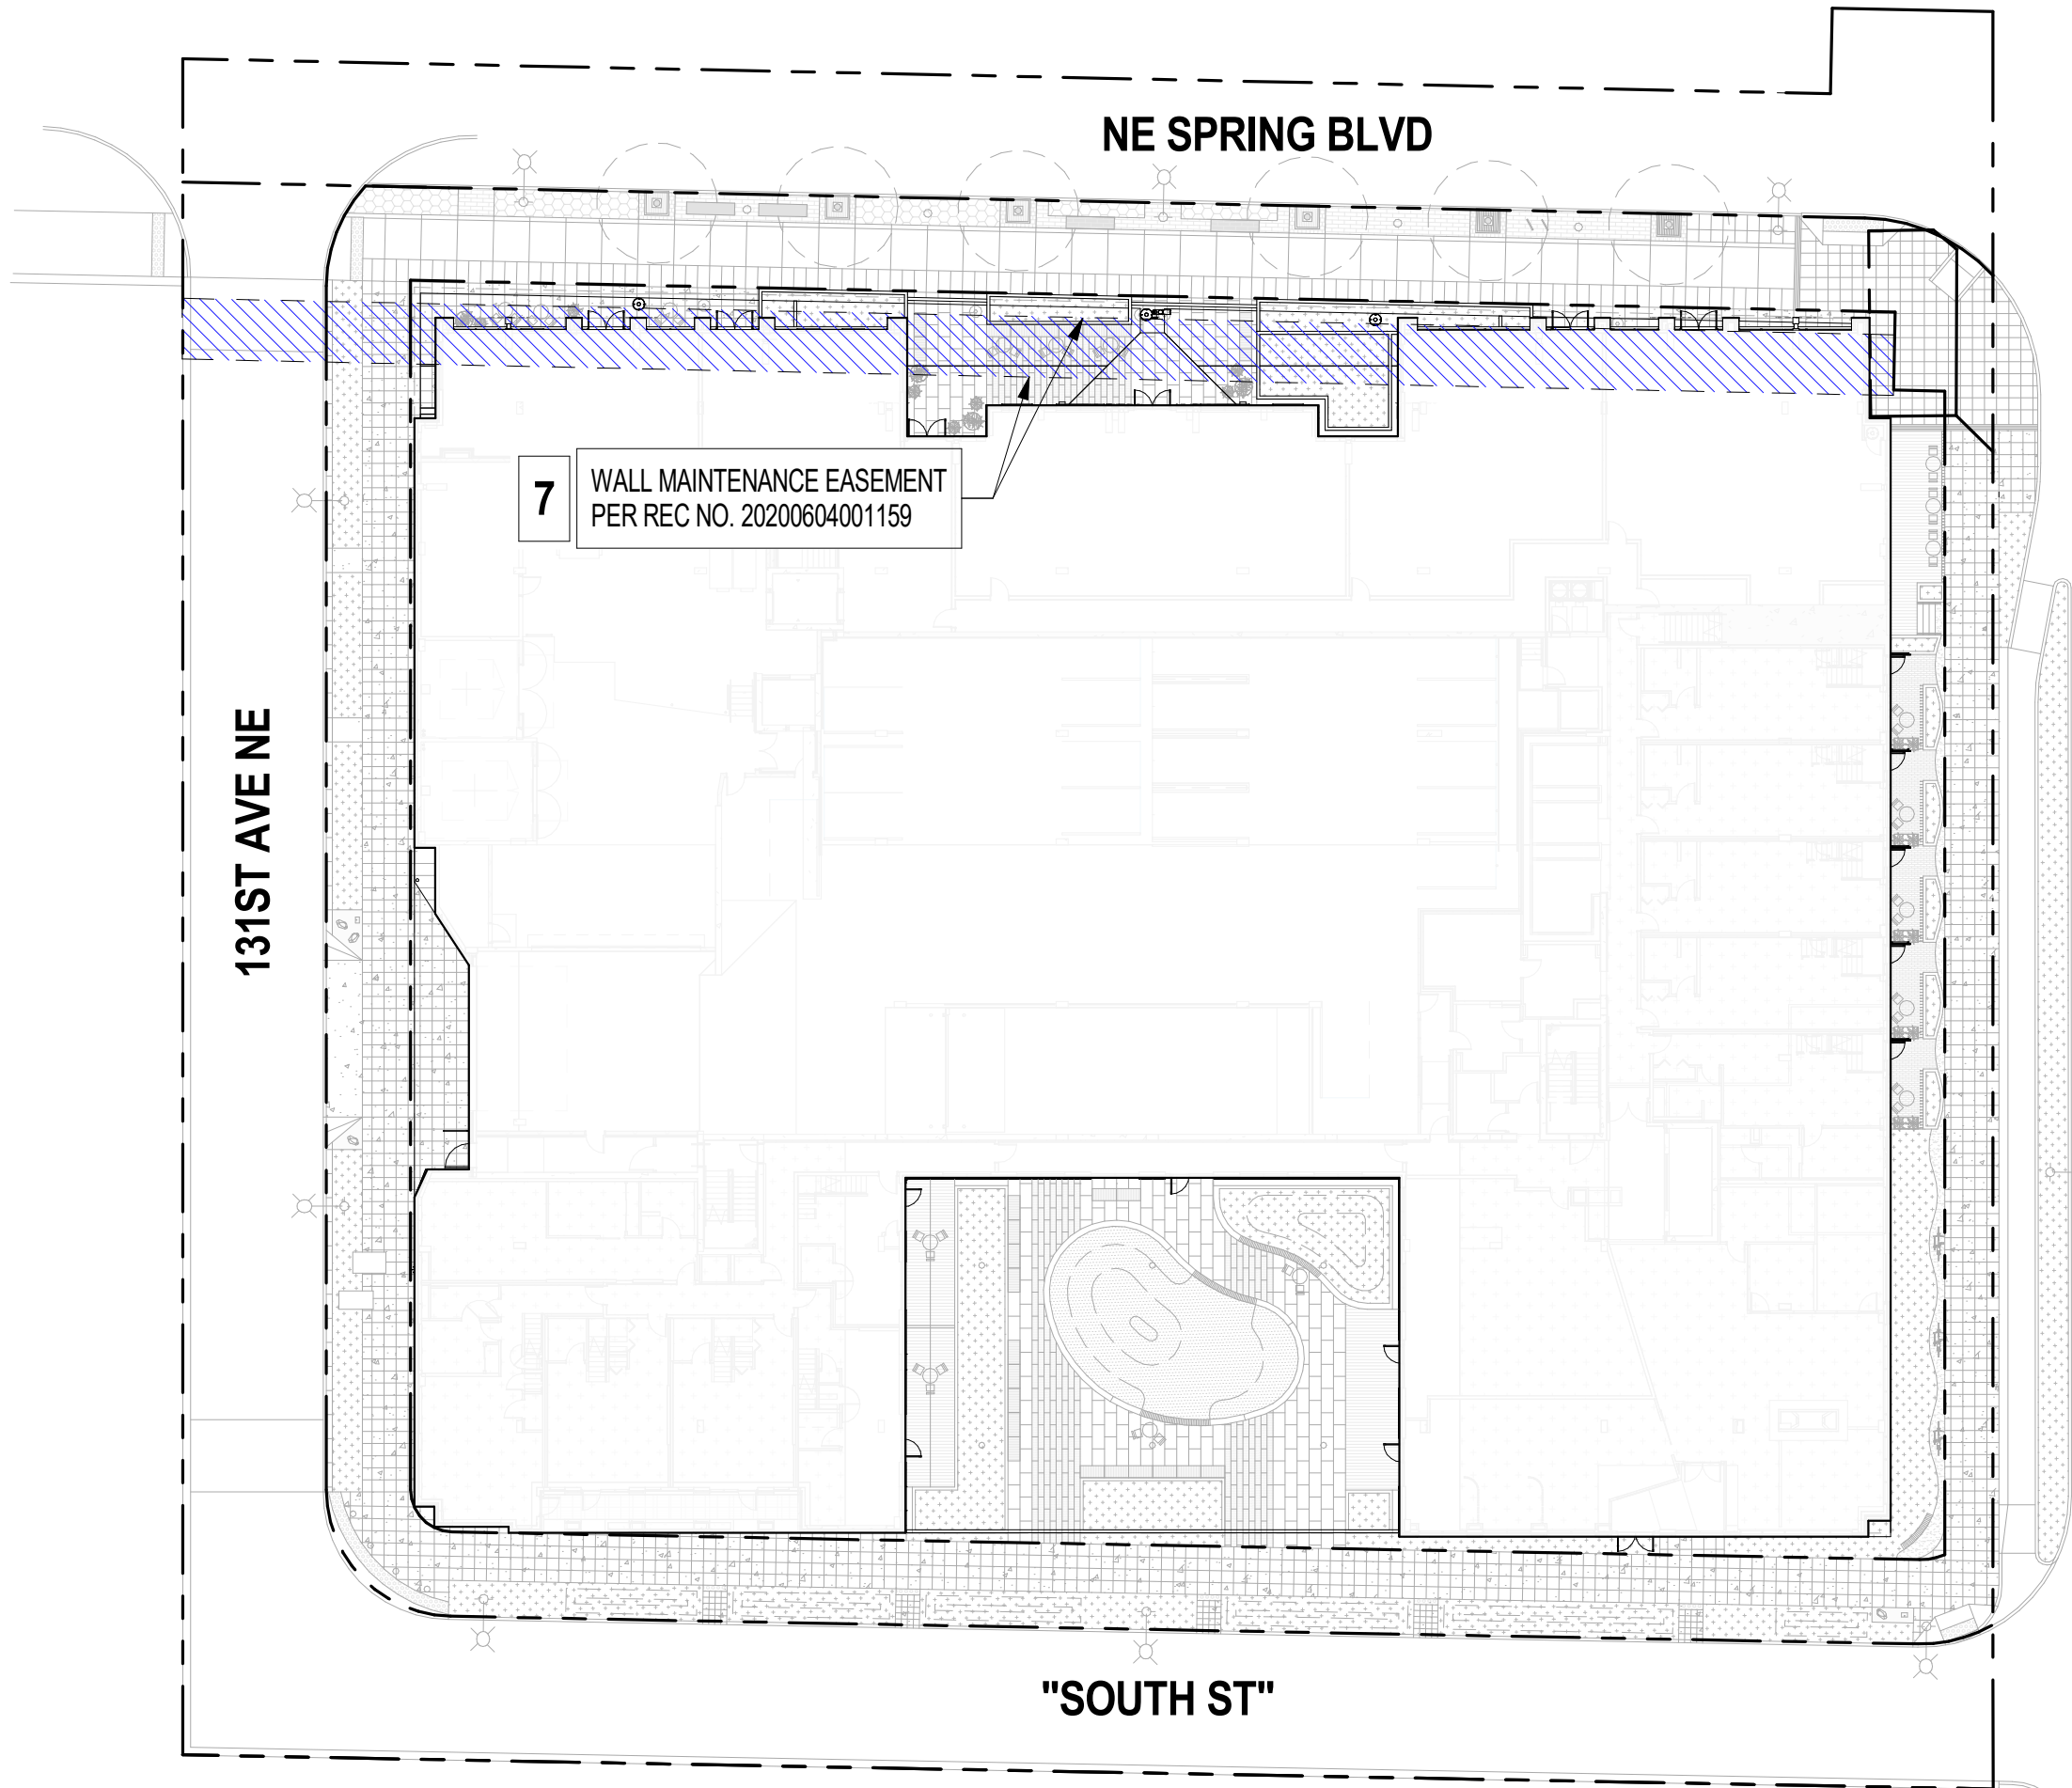 NE SPRING BLVD
7
WALL MAINTENANCE EASEMENT
PER REC NO. 20200604001159
131ST AVE NE
"SOUTH ST"